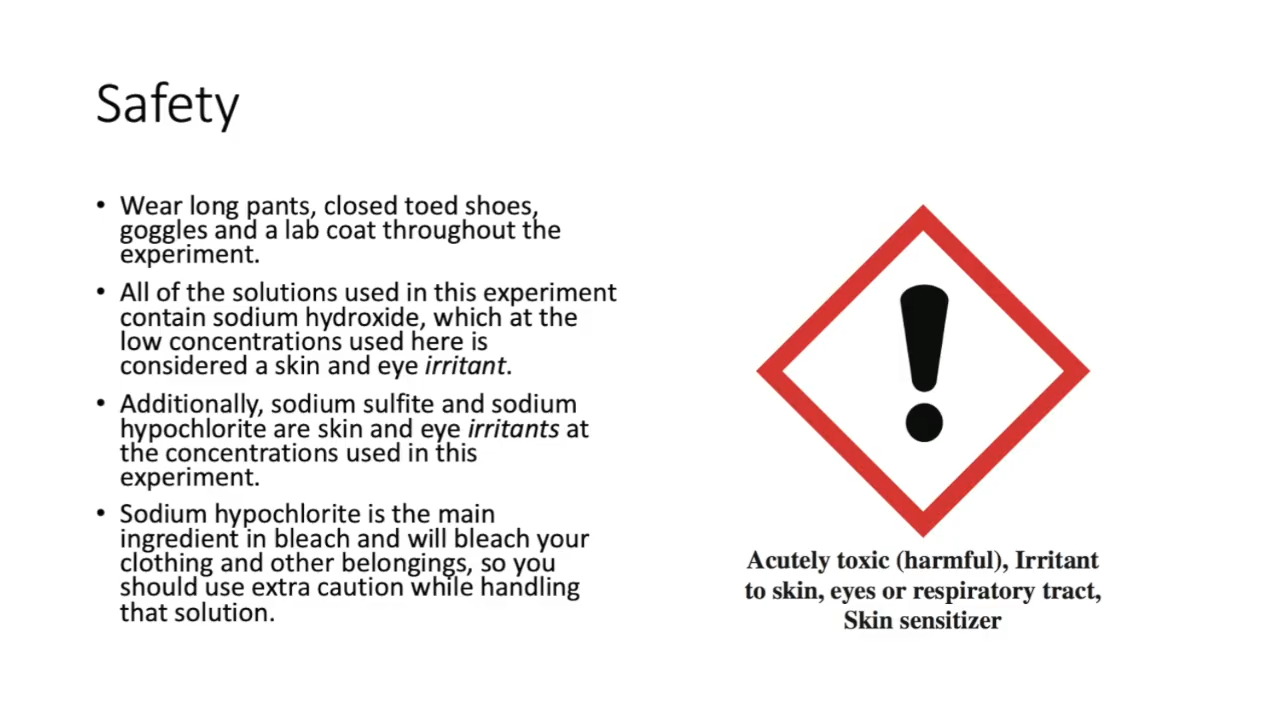 Safety
• Wear long pants, closed toed shoes,
goggles and a lab coat throughout the
experiment.
• All of the solutions used in this experiment
contain sodium hydroxide, which at the
low concentrations used here is
considered a skin and eye irritant.
• Additionally, sodium sulfite and sodium
hypochlorite are skin and eye irritants at
the concentrations used in this
experiment.
• Sodium hypochlorite is the main
ingredient in bleach and will bleach your
clothing and other belongings, so you
should use extra caution while handling
that solution.
Acutely toxic (harmful), Irritant
to skin, eyes or respiratory tract,
Skin sensitizer